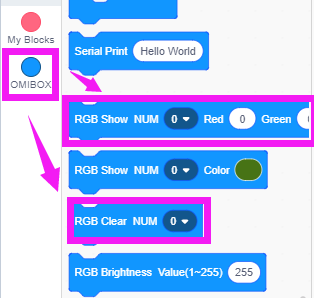 My Blocks
OMIBOX
Serial Print Hello World
RGB Show NUM 0 Red 0 Green
RGB Show NUM 0 Color
RGB Clear NUM 0
RGB Brightness Value(1~255) 255